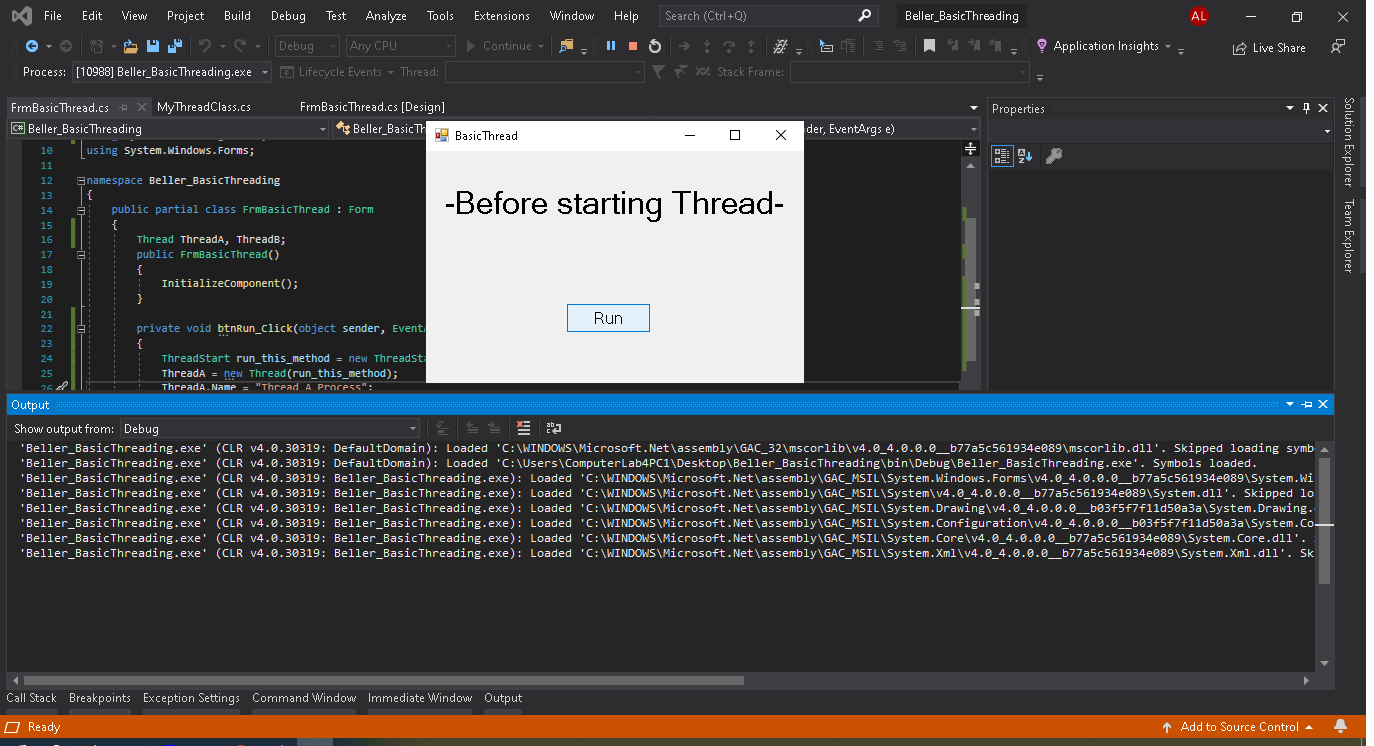 File Edit View Project Build Debug Test Analyze Tools Extensions Window Help Search (Ctrl+Q) Beller_BasicThreading AL
Debug Any CPU Continue Application Insights Live Share
Process: [10988] Beller_BasicThreading.exe Lifecycle Events Thread: Stack Frame:
FrmBasicThread.cs MyThreadClass.cs FrmBasicThread.cs [Design] Properties
Beller_BasicThreading Beller_BasicTh der, EventArgs e)
BasicThread
-Before starting Thread-
Run
10 using System.Windows.Forms;
11
12 namespace Beller_BasicThreading
13 {
14 public partial class FrmBasicThread : Form
15 {
16 Thread ThreadA, ThreadB;
17 public FrmBasicThread()
18 {
19 InitializeComponent();
20 }
21
22 private void btnRun_Click(object sender, EventA
23 {
24 ThreadStart run_this_method = new ThreadSta
25 ThreadA = new Thread(run_this_method);
26 ThreadA.Name = "Thread A Process";
Solution Explorer
Team Explorer
Output
Show output from: Debug
'Beller_BasicThreading.exe' (CLR v4.0.30319: DefaultDomain): Loaded 'C:\WINDOWS\Microsoft.Net\assembly\GAC_32\mscorlib\v4.0_4.0.0.0__b77a5c561934e089\mscorlib.dll'. Skipped loading symb
'Beller_BasicThreading.exe' (CLR v4.0.30319: DefaultDomain): Loaded 'C:\Users\ComputerLab4PC1\Desktop\Beller_BasicThreading\bin\Debug\Beller_BasicThreading.exe'. Symbols loaded.
'Beller_BasicThreading.exe' (CLR v4.0.30319: Beller_BasicThreading.exe): Loaded 'C:\WINDOWS\Microsoft.Net\assembly\GAC_MSIL\System.Windows.Forms\v4.0_4.0.0.0__b77a5c561934e089\System.Wi
'Beller_BasicThreading.exe' (CLR v4.0.30319: Beller_BasicThreading.exe): Loaded 'C:\WINDOWS\Microsoft.Net\assembly\GAC_MSIL\System\v4.0_4.0.0.0__b77a5c561934e089\System.dll'. Skipped lo
'Beller_BasicThreading.exe' (CLR v4.0.30319: Beller_BasicThreading.exe): Loaded 'C:\WINDOWS\Microsoft.Net\assembly\GAC_MSIL\System.Drawing\v4.0_4.0.0.0__b03f5f7f11d50a3a\System.Drawing.
'Beller_BasicThreading.exe' (CLR v4.0.30319: Beller_BasicThreading.exe): Loaded 'C:\WINDOWS\Microsoft.Net\assembly\GAC_MSIL\System.Configuration\v4.0_4.0.0.0__b03f5f7f11d50a3a\System.Co
'Beller_BasicThreading.exe' (CLR v4.0.30319: Beller_BasicThreading.exe): Loaded 'C:\WINDOWS\Microsoft.Net\assembly\GAC_MSIL\System.Core\v4.0_4.0.0.0__b77a5c561934e089\System.Core.dll'.
'Beller_BasicThreading.exe' (CLR v4.0.30319: Beller_BasicThreading.exe): Loaded 'C:\WINDOWS\Microsoft.Net\assembly\GAC_MSIL\System.Xml\v4.0_4.0.0.0__b77a5c561934e089\System.Xml.dll'. Sk
Call Stack Breakpoints Exception Settings Command Window Immediate Window Output
Ready Add to Source Control